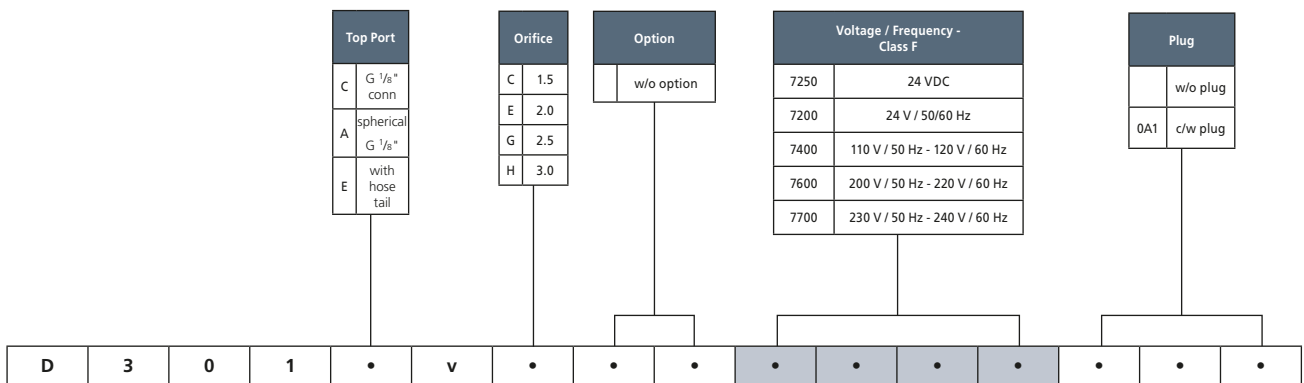 Top Port
C G 1/8"
conn
A spherical
G 1/8"
E with
hose
tail
Orifice
C 1.5
E 2.0
G 2.5
H 3.0
Option
w/o option
Voltage / Frequency -
Class F
7250 24 VDC
7200 24 V / 50/60 Hz
7400 110 V / 50 Hz - 120 V / 60 Hz
7600 200 V / 50 Hz - 220 V / 60 Hz
7700 230 V / 50 Hz - 240 V / 60 Hz
Plug
w/o plug
0A1 c/w plug
D 3 0 1 • v • • • • • • • • • •